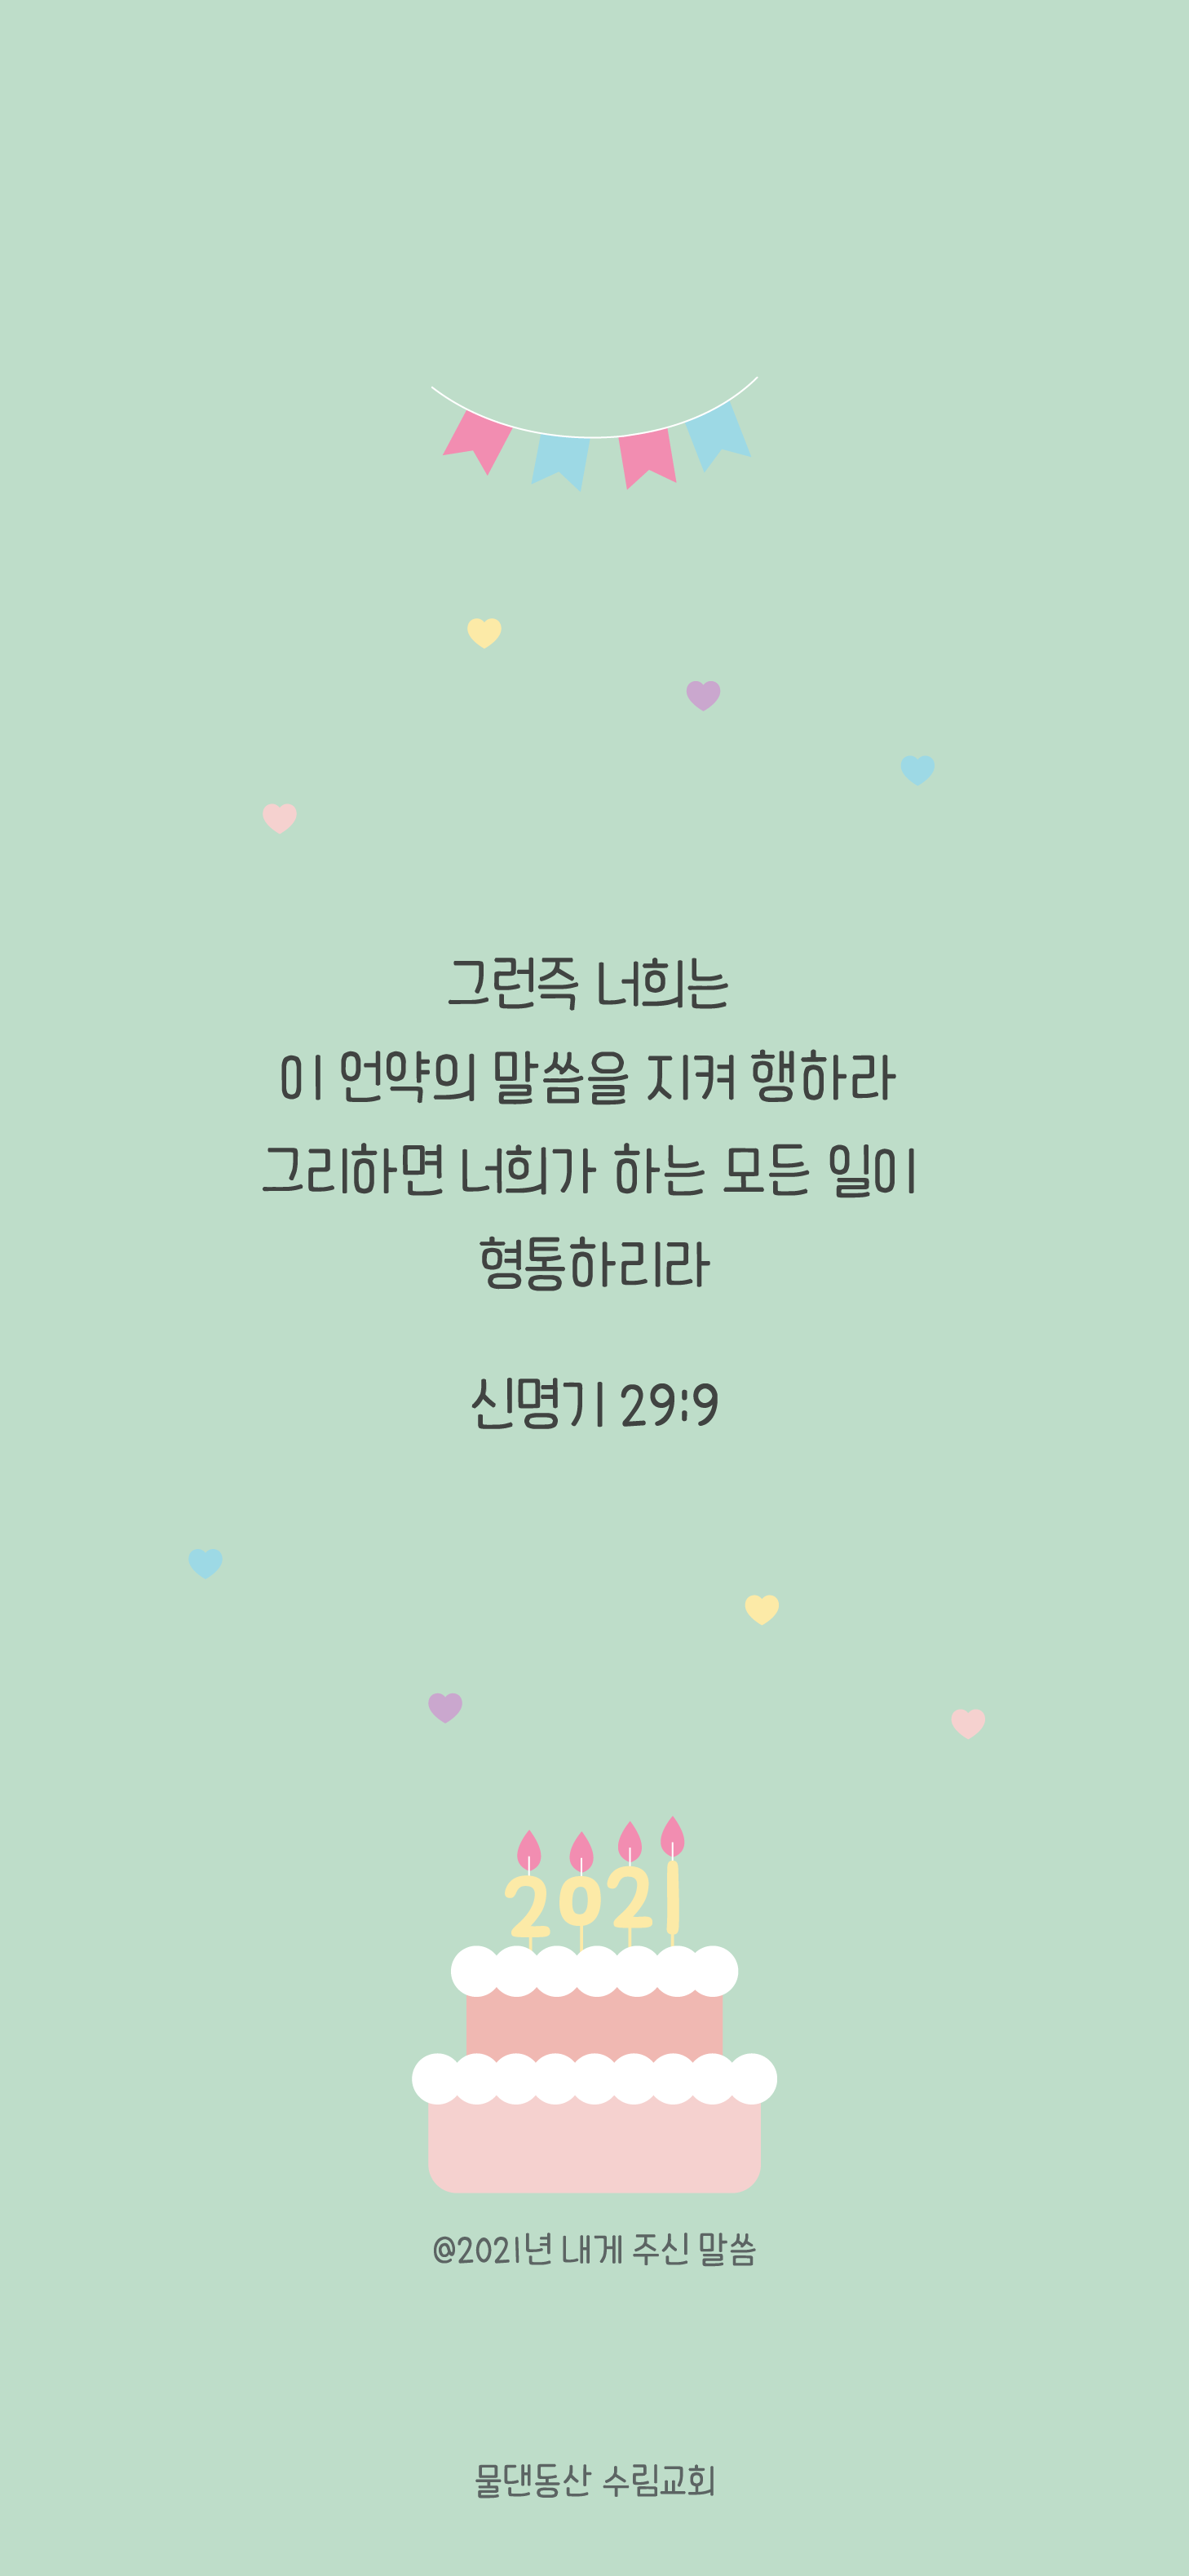 그런즉 너희는
이 언약의 말씀을 지켜 행하라
그리하면 너희가 하는 모든 일이
형통하리라
신명기 29:9
2021
@2021년 내게 주신 말씀
물댄동산 수림교회